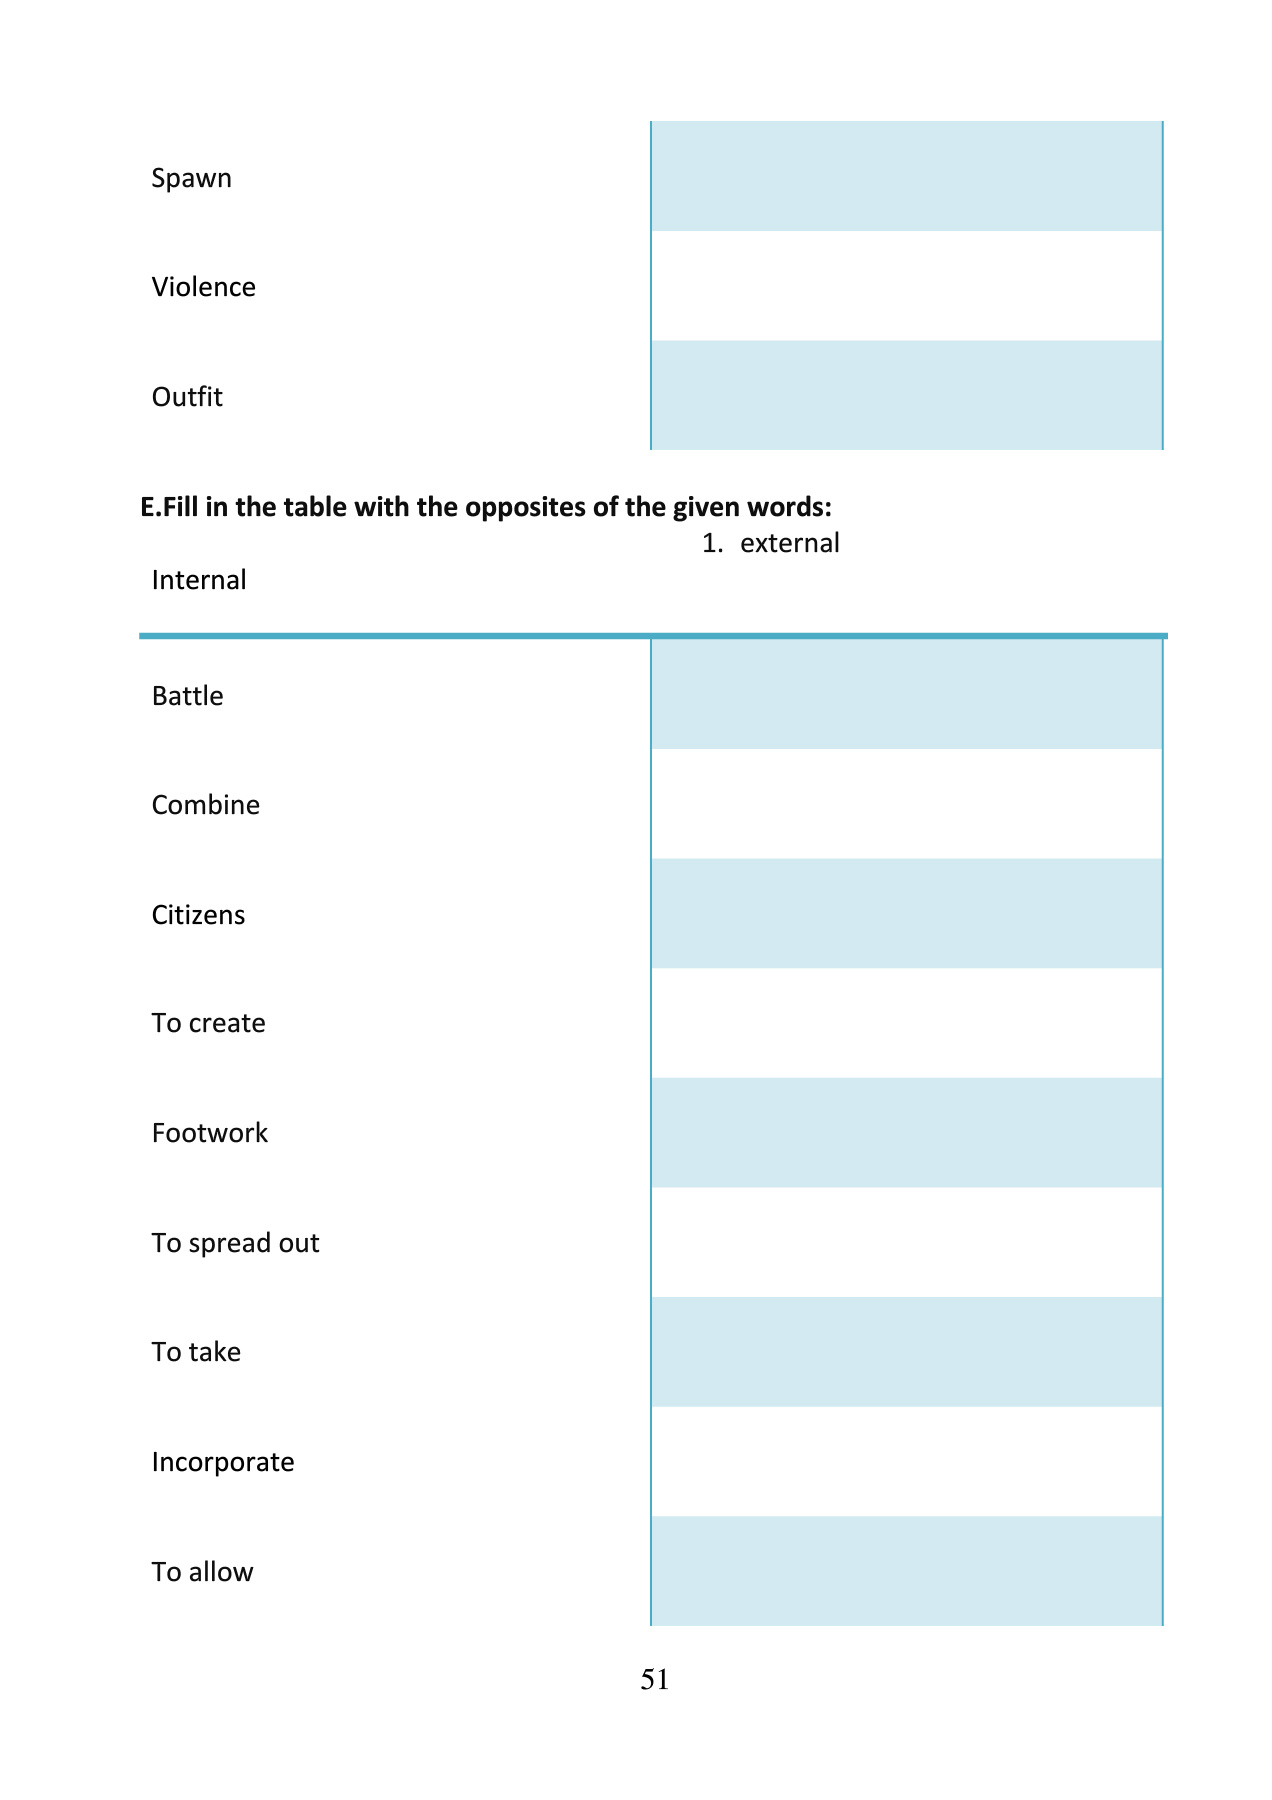 Spawn
Violence
Outfit
E.Fill in the table with the opposites of the given words:
1. external
Internal
Battle
Combine
Citizens
To create
Footwork
To spread out
To take
Incorporate
To allow
51